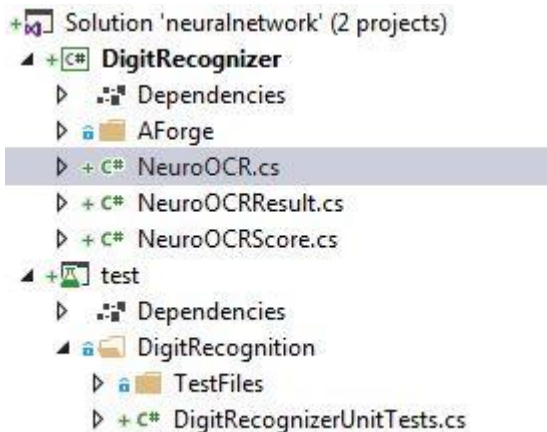 Solution 'neuralnetwork' (2 projects)
C# DigitRecognizer
Dependencies
AForge
C# NeuroOCR.cs
C# NeuroOCRResult.cs
C# NeuroOCRScore.cs
test
Dependencies
DigitRecognition
TestFiles
C# DigitRecognizerUnitTests.cs